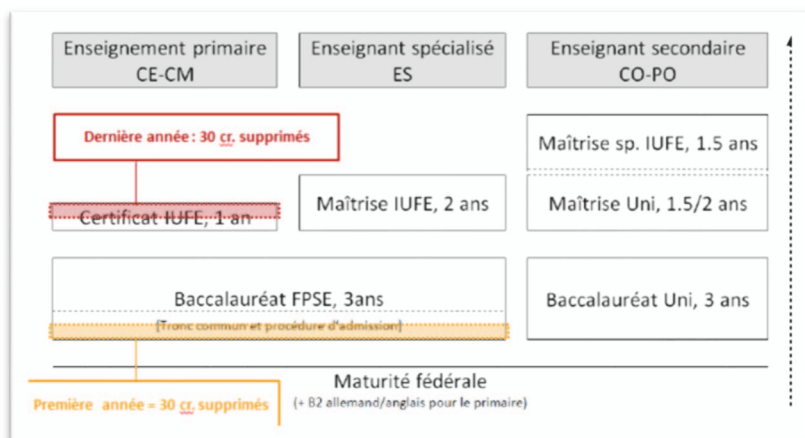 Enseignement primaire
CE-CM
Enseignant spécialisé
ES
Enseignant secondaire
CO-PO
Dernière année : 30 cr. supprimés
Maîtrise sp. IUFE, 1.5 ans
Certificat IUFE, 1 an
Maîtrise IUFE, 2 ans
Maîtrise Uni, 1.5/2 ans
Baccalauréat FPSE, 3ans
[Tronc commun et procédure d'admission]
Baccalauréat Uni, 3 ans
Maturité fédérale
(+ B2 allemand/anglais pour le primaire)
Première année = 30 cr. supprimés